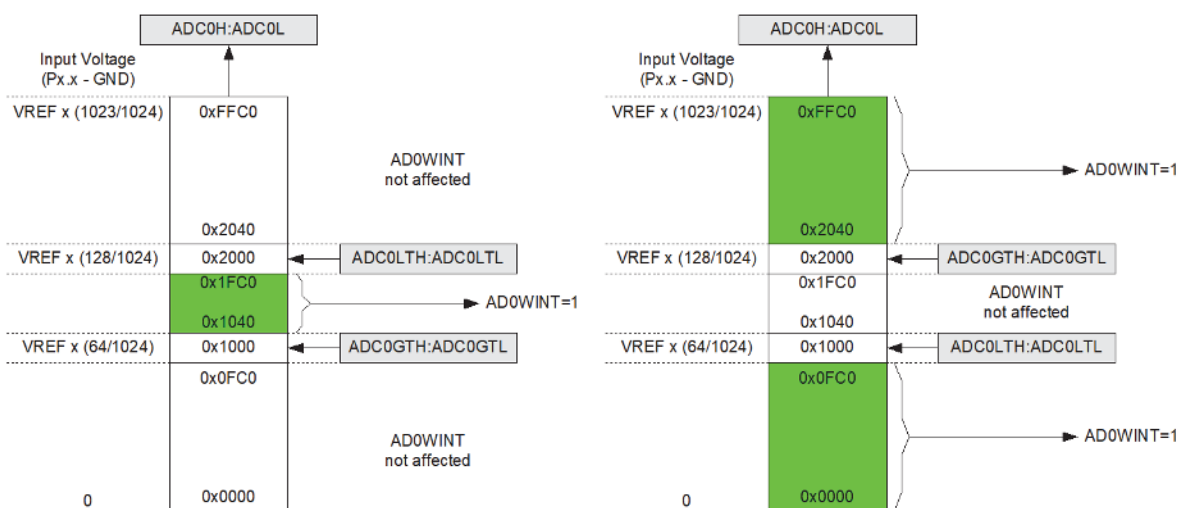 ADC0H:ADC0L
Input Voltage
(Px.x - GND)
VREF x (1023/1024)
0xFFC0
AD0WINT
not affected
0x2040
VREF x (128/1024)
0x2000
ADC0LTH:ADC0LTL
0x1FC0
AD0WINT=1
0x1040
VREF x (64/1024)
0x1000
ADC0GTH:ADC0GTL
0x0FC0
AD0WINT
not affected
0
0x0000
ADC0H:ADC0L
Input Voltage
(Px.x - GND)
VREF x (1023/1024)
0xFFC0
AD0WINT=1
0x2040
VREF x (128/1024)
0x2000
ADC0GTH:ADC0GTL
0x1FC0
AD0WINT
not affected
0x1040
VREF x (64/1024)
0x1000
ADC0LTH:ADC0LTL
0x0FC0
AD0WINT=1
0
0x0000